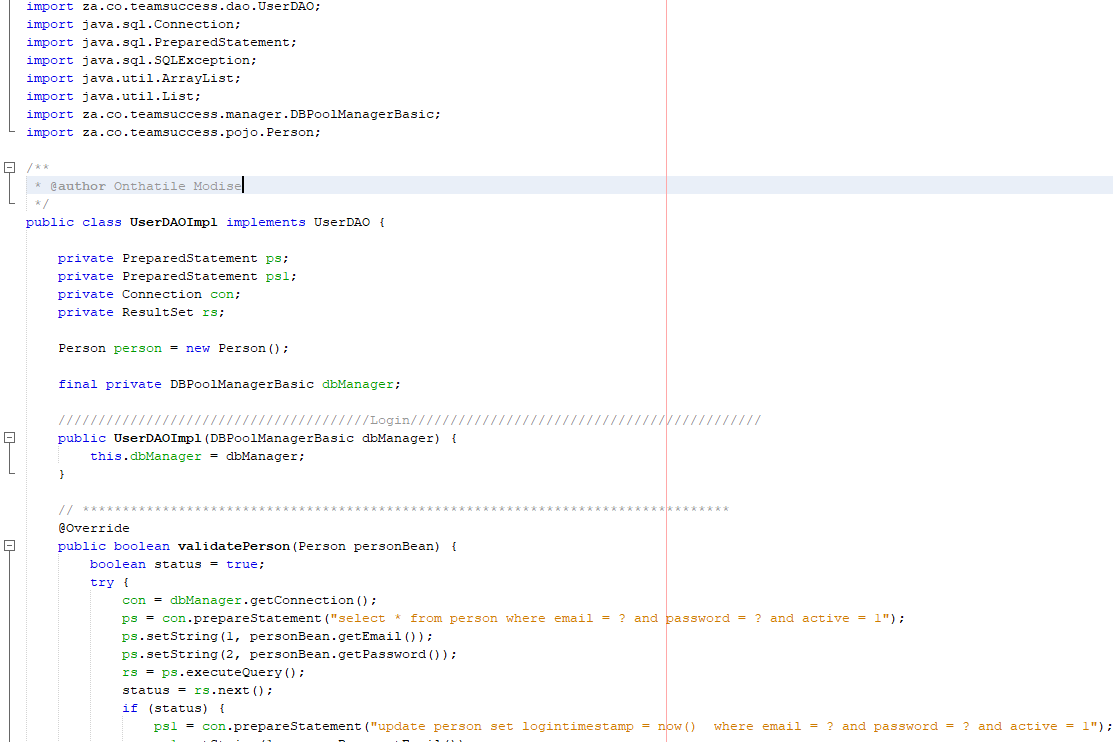 import za.co.teamsuccess.dao.UserDAO;
import java.sql.Connection;
import java.sql.PreparedStatement;
import java.sql.SQLException;
import java.util.ArrayList;
import java.util.List;
import za.co.teamsuccess.manager.DBPoolManagerBasic;
import za.co.teamsuccess.pojo.Person;
/**
 * @author Onthatile Modise
 */
public class UserDAOImpl implements UserDAO {
    private PreparedStatement ps;
    private PreparedStatement ps1;
    private Connection con;
    private ResultSet rs;
    Person person = new Person();
    final private DBPoolManagerBasic dbManager;
    ///////////////////////////////////////Login////////////////////////////////////////////
    public UserDAOImpl(DBPoolManagerBasic dbManager) {
        this.dbManager = dbManager;
    }
    // *********************************************************************************
    @Override
    public boolean validatePerson(Person personBean) {
        boolean status = true;
        try {
            con = dbManager.getConnection();
            ps = con.prepareStatement("select * from person where email = ? and password = ? and active = 1");
            ps.setString(1, personBean.getEmail());
            ps.setString(2, personBean.getPassword());
            rs = ps.executeQuery();
            status = rs.next();
            if (status) {
                ps1 = con.prepareStatement("update person set logintimestamp = now()  where email = ? and password = ? and active = 1");